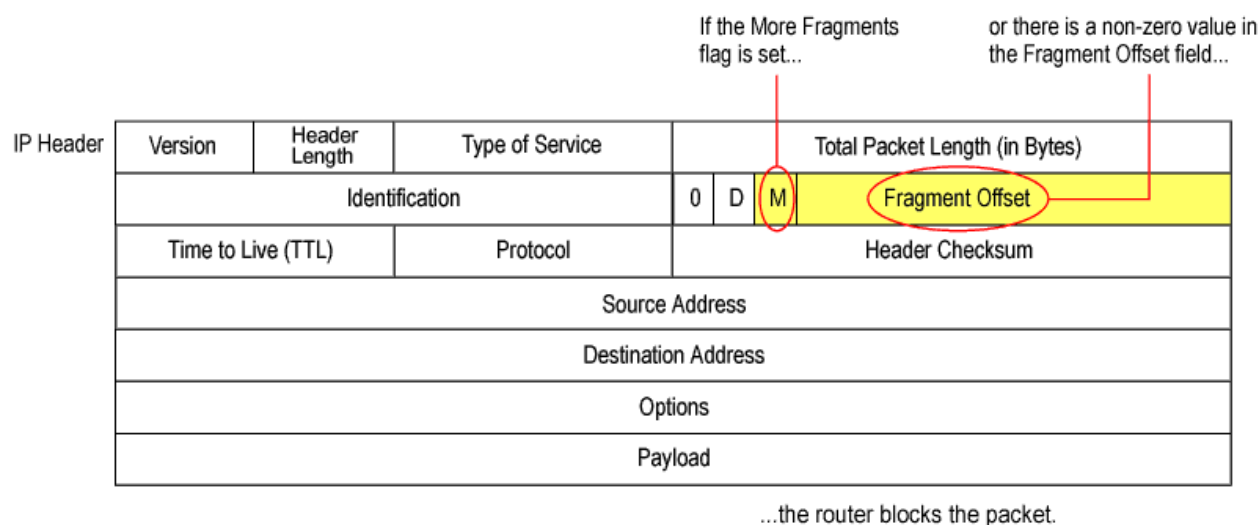 If the More Fragments
flag is set...
or there is a non-zero value in
the Fragment Offset field...
IP Header
Version
Header
Length
Type of Service
Total Packet Length (in Bytes)
Identification
0
D
M
Fragment Offset
Time to Live (TTL)
Protocol
Header Checksum
Source Address
Destination Address
Options
Payload
...the router blocks the packet.